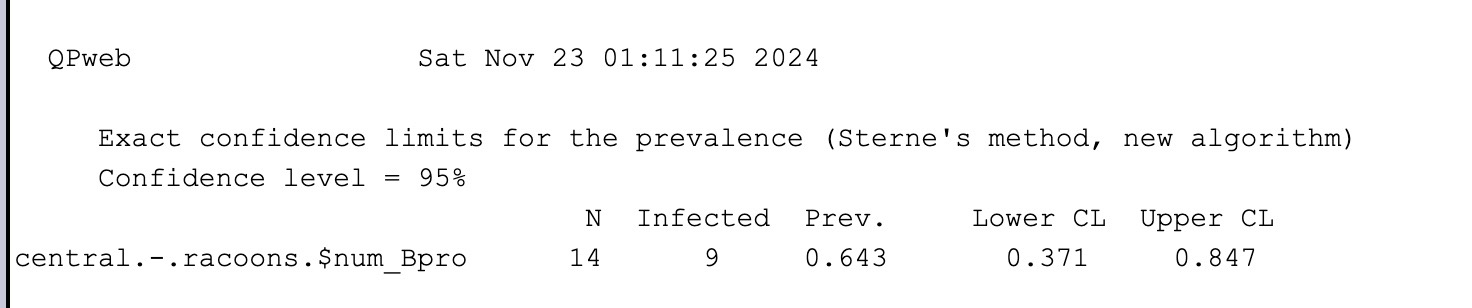 QPweb Sat Nov 23 01:11:25 2024
Exact confidence limits for the prevalence (Sterne's method, new algorithm)
Confidence level = 95%
N Infected Prev. Lower CL Upper CL
central.-.racoons.$num_Bpro 14 9 0.643 0.371 0.847